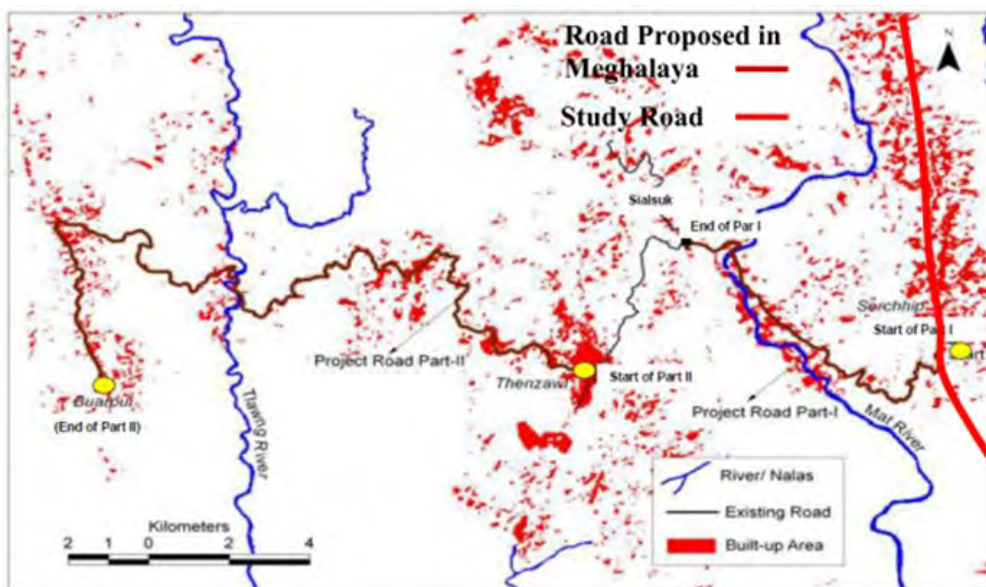 Road Proposed in
Meghalaya
N
Study Road
Sialsuk
End of Par I
Serchhip
Start of Part I
Project Road Part-II
Thenzawl
Start of Part II
Project Road Part-I
Buarpui
(End of Part II)
Tlawng River
Mat River
River/ Nalas
Existing Road
Built-up Area
Kilometers
2 1 0 2 4